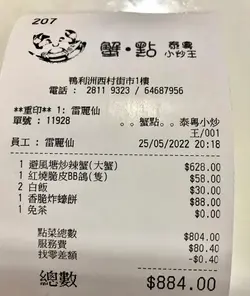 207
蟹·點 泰粵
小炒王
鴨利洲西村街市1樓
電話： 2811 9323 / 64687956
**重印** 1: 雷麗仙
單號： 11928 。。蟹點。。泰粵小炒
王/001
員工： 雷麗仙 25/05/2022 20:18
1 避風塘炒辣蟹(大蟹) $628.00
1 紅燒脆皮BB鴿(隻) $58.00
2 白飯 $30.00
1 香脆炸蠔餅 $88.00
1 免茶 $0.00
點菜總數 $804.00
服務費 $80.40
找零差額 -$0.40
總數 $884.00